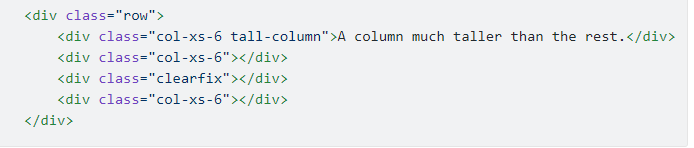 <div class="row">
    <div class="col-xs-6 tall-column">A column much taller than the rest.</div>
    <div class="col-xs-6"></div>
    <div class="clearfix"></div>
    <div class="col-xs-6"></div>
</div>